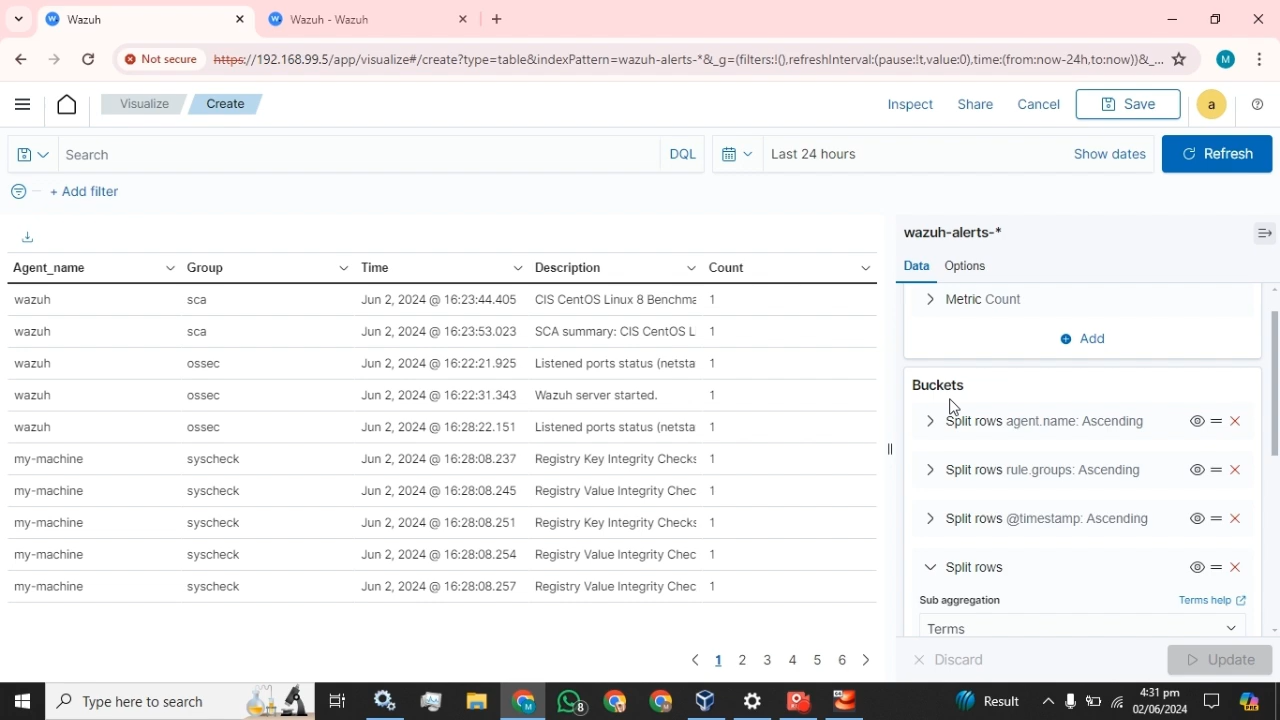 Wazuh
Wazuh - Wazuh
Not secure https://192.168.99.5/app/visualize#/create?type=table&indexPattern=wazuh-alerts-*&_g=(filters:!(),refreshInterval:(pause:!t,value:0),time:(from:now-24h,to:now))&_... M
Visualize Create Inspect Share Cancel Save a
Search DQL Last 24 hours Show dates Refresh
+ Add filter
wazuh-alerts-*
Data Options
Agent_name Group Time Description Count
wazuh sca Jun 2, 2024 @ 16:23:44.405 CIS CentOS Linux 8 Benchma 1
wazuh sca Jun 2, 2024 @ 16:23:53.023 SCA summary: CIS CentOS L 1
wazuh ossec Jun 2, 2024 @ 16:22:21.925 Listened ports status (netsta 1
wazuh ossec Jun 2, 2024 @ 16:22:31.343 Wazuh server started. 1
wazuh ossec Jun 2, 2024 @ 16:28:22.151 Listened ports status (netsta 1
my-machine syscheck Jun 2, 2024 @ 16:28:08.237 Registry Key Integrity Checks 1
my-machine syscheck Jun 2, 2024 @ 16:28:08.245 Registry Value Integrity Chec 1
my-machine syscheck Jun 2, 2024 @ 16:28:08.251 Registry Key Integrity Checks 1
my-machine syscheck Jun 2, 2024 @ 16:28:08.254 Registry Value Integrity Chec 1
my-machine syscheck Jun 2, 2024 @ 16:28:08.257 Registry Value Integrity Chec 1
1 2 3 4 5 6
Metric Count
Add
Buckets
Split rows agent.name: Ascending
Split rows rule.groups: Ascending
Split rows @timestamp: Ascending
Split rows
Sub aggregation Terms help
Terms
Discard Update
Type here to search 8 Result 4:31 pm
02/06/2024